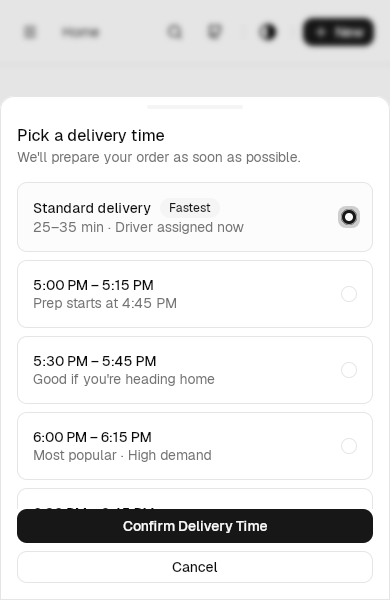 Home
New
Pick a delivery time
We'll prepare your order as soon as possible.
Standard delivery Fastest
25–35 min · Driver assigned now
5:00 PM – 5:15 PM
Prep starts at 4:45 PM
5:30 PM – 5:45 PM
Good if you're heading home
6:00 PM – 6:15 PM
Most popular · High demand
Confirm Delivery Time
Cancel